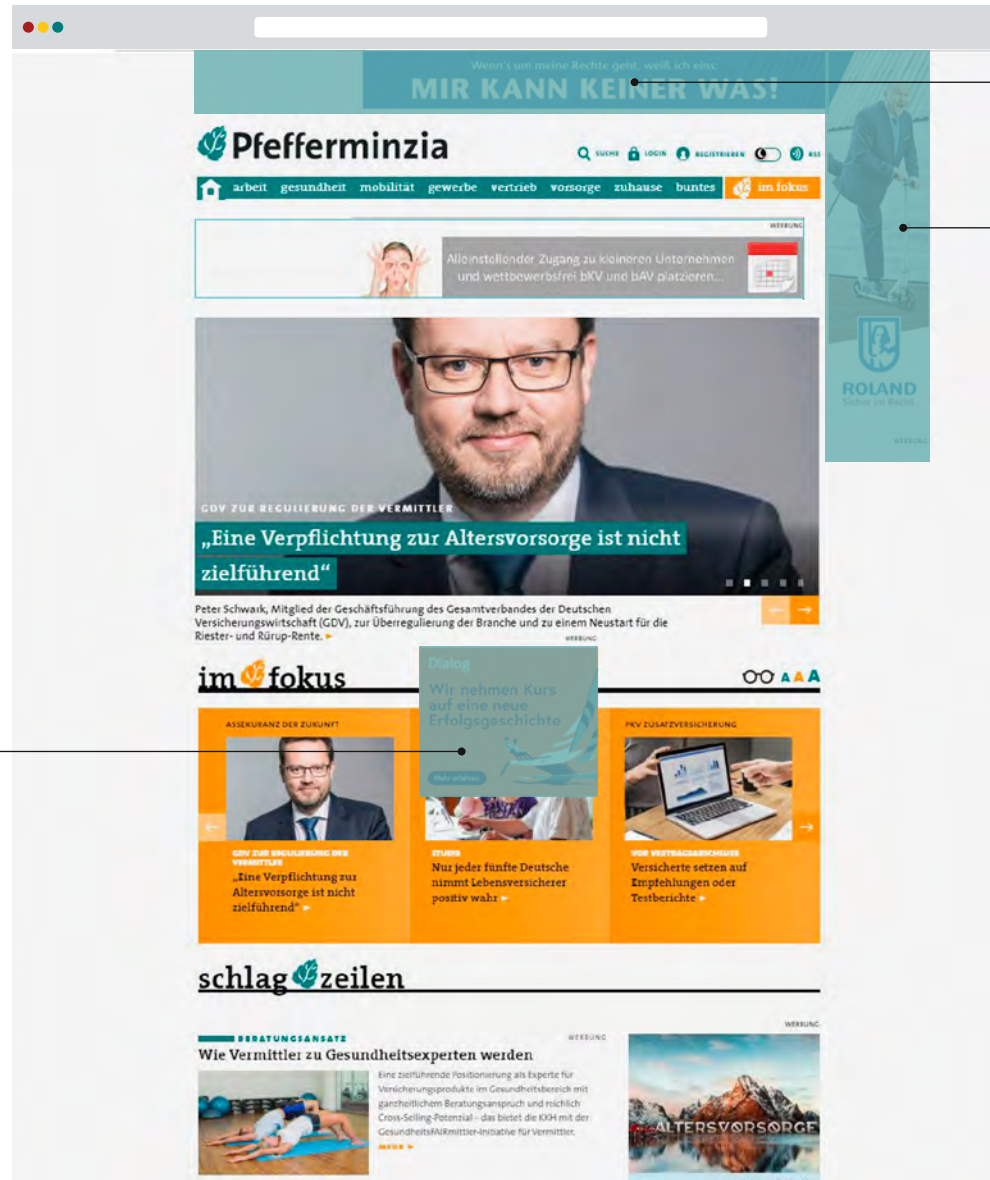 Wenn's um meine Rechte geht, weiß ich eins:
MIR KANN KEINER WAS!
Pfefferminzia
SUCHE LOGIN REGISTRIEREN RSS
arbeit gesundheit mobilität gewerbe vertrieb vorsorge zuhause buntes im fokus
WERBUNG
Alleinstellender Zugang zu kleineren Unternehmen
und wettbewerbsfrei bKV und bAV platzieren...
ROLAND
Sicher im Recht.
WERBUNG
GDV ZUR REGULIERUNG DER VERMITTLER
„Eine Verpflichtung zur Altersvorsorge ist nicht
zielführend“
Peter Schwark, Mitglied der Geschäftsführung des Gesamtverbandes der Deutschen
Versicherungswirtschaft (GDV), zur Überregulierung der Branche und zu einem Neustart für die
Riester- und Rürup-Rente.
WERBUNG
im fokus
A A A
Dialog
Wir nehmen Kurs
auf eine neue
Erfolgsgeschichte
Mehr erfahren
ASSEKURANZ DER ZUKUNFT
GDV ZUR REGULIERUNG DER
VERMITTLER
„Eine Verpflichtung zur
Altersvorsorge ist nicht
zielführend“
STUDIE
Nur jeder fünfte Deutsche
nimmt Lebensversicherer
positiv wahr
PKV ZUSATZVERSICHERUNG
VOR VERTRAGSABSCHLUSS
Versicherte setzen auf
Empfehlungen oder
Testberichte
schlag zeilen
WERBUNG
BERATUNGSANSATZ
WERBUNG
Wie Vermittler zu Gesundheitsexperten werden
Eine zielführende Positionierung als Experte für
Versicherungsprodukte im Gesundheitsbereich mit
ganzheitlichem Beratungsanspruch und reichlich
Cross-Selling-Potenzial – das bietet die KKH mit der
GesundheitsFAIRmittler-Initiative für Vermittler.
MEHR
ALTERSVORSORGE